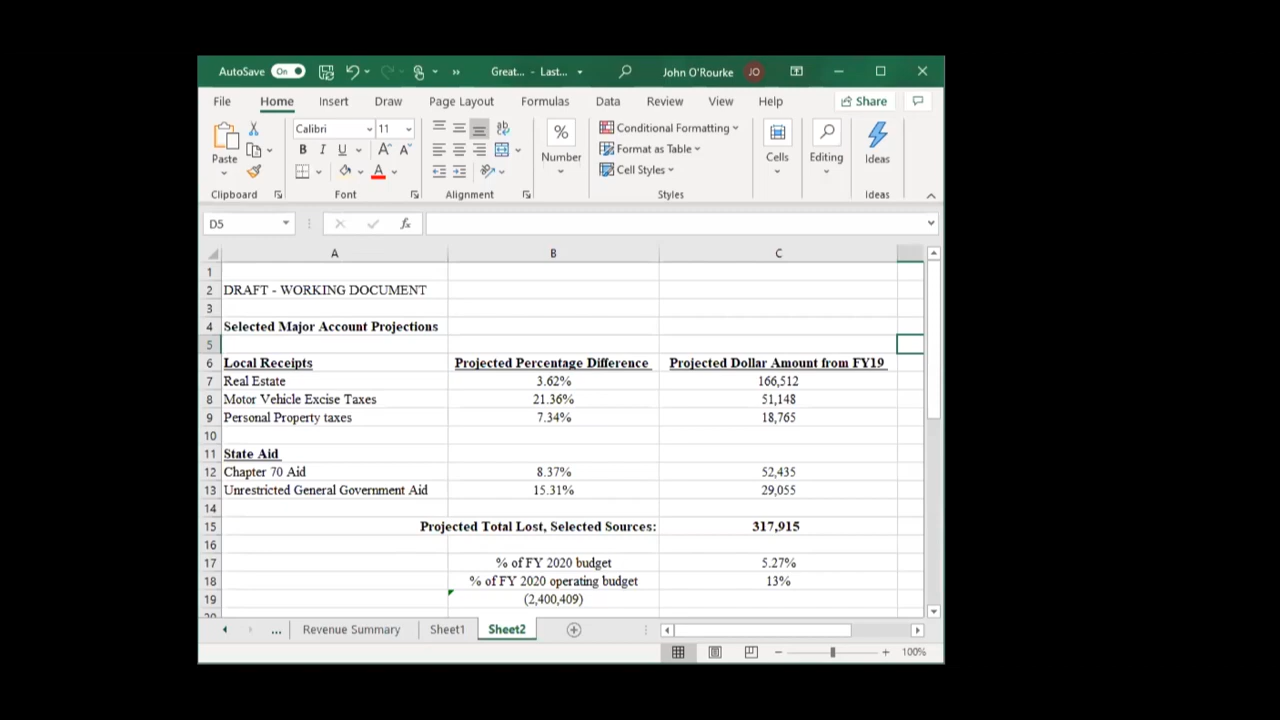 AutoSave On Great... - Last... John O'Rourke JO
File Home Insert Draw Page Layout Formulas Data Review View Help Share
Calibri 11 ab % Conditional Formatting
Paste B I U A A Number Format as Table Cells Editing Ideas
A Cell Styles
Clipboard Font Alignment Styles Ideas
D5 fx
A B C
1
2 DRAFT - WORKING DOCUMENT
3
4 Selected Major Account Projections
5
6 Local Receipts Projected Percentage Difference Projected Dollar Amount from FY19
7 Real Estate 3.62% 166,512
8 Motor Vehicle Excise Taxes 21.36% 51,148
9 Personal Property taxes 7.34% 18,765
10
11 State Aid
12 Chapter 70 Aid 8.37% 52,435
13 Unrestricted General Government Aid 15.31% 29,055
14
15 Projected Total Lost, Selected Sources: 317,915
16
17 % of FY 2020 budget 5.27%
18 % of FY 2020 operating budget 13%
19 (2,400,409)
... Revenue Summary Sheet1 Sheet2
100%